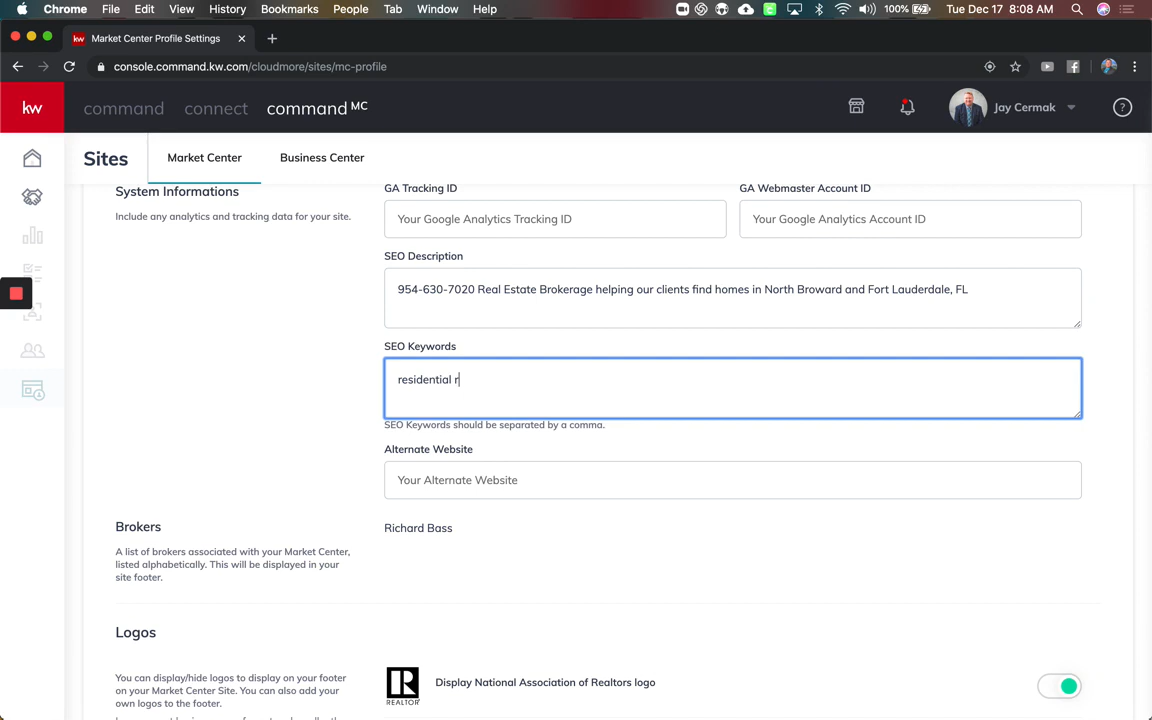 Chrome File Edit View History Bookmarks People Tab Window Help 100% Tue Dec 17 8:08 AM
kw Market Center Profile Settings
console.command.kw.com/cloudmore/sites/mc-profile
kw command connect command MC Jay Cermak ?
Sites Market Center Business Center
System Informations
Include any analytics and tracking data for your site.
GA Tracking ID GA Webmaster Account ID
Your Google Analytics Tracking ID Your Google Analytics Account ID
SEO Description
954-630-7020 Real Estate Brokerage helping our clients find homes in North Broward and Fort Lauderdale, FL
SEO Keywords
residential r
SEO Keywords should be separated by a comma.
Alternate Website
Your Alternate Website
Brokers
A list of brokers associated with your Market Center,
listed alphabetically. This will be displayed in your
site footer.
Richard Bass
Logos
You can display/hide logos to display on your footer
on your Market Center Site. You can also add your
own logos to the footer.
R
REALTOR
Display National Association of Realtors logo